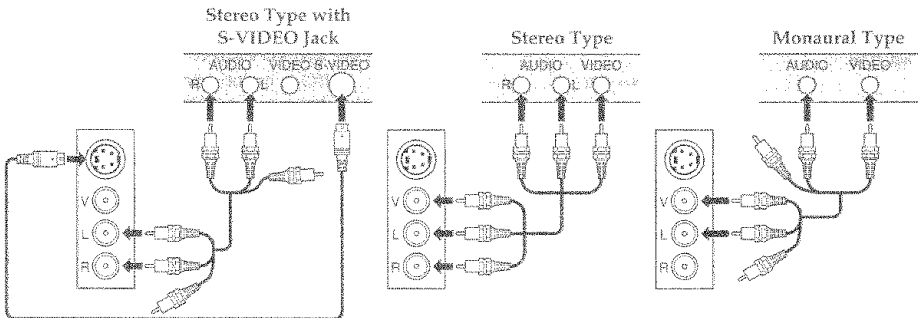 Stereo Type with
S-VIDEO Jack
AUDIO VIDEO S-VIDEO
R L
V
L
R
Stereo Type
AUDIO VIDEO
R L
V
L
R
Monaural Type
AUDIO VIDEO
V
L
R